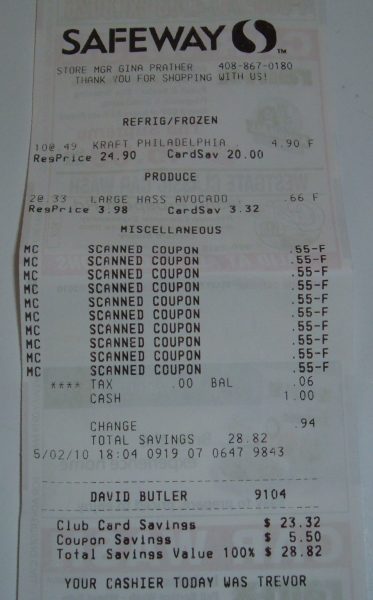 SAFEWAY TM
STORE MGR GINA PRATHER 408-867-0180
THANK YOU FOR SHOPPING WITH US!
REFRIG/FROZEN
10@.49 KRAFT PHILADELPHIA 4.90 F
RegPrice 24.90 CardSav 20.00
PRODUCE
2@.33 LARGE HASS AVOCADO .66 F
RegPrice 3.98 CardSav 3.32
MISCELLANEOUS
MC SCANNED COUPON .55-F
MC SCANNED COUPON .55-F
MC SCANNED COUPON .55-F
MC SCANNED COUPON .55-F
MC SCANNED COUPON .55-F
MC SCANNED COUPON .55-F
MC SCANNED COUPON .55-F
MC SCANNED COUPON .55-F
MC SCANNED COUPON .55-F
MC SCANNED COUPON .55-F
**** TAX .00 BAL .06
CASH 1.00
CHANGE .94
TOTAL SAVINGS 28.82
5/02/10 18:04 0919 07 0647 9843
DAVID BUTLER 9104
Club Card Savings $ 23.32
Coupon Savings $ 5.50
Total Savings Value 100% $ 28.82
YOUR CASHIER TODAY WAS TREVOR